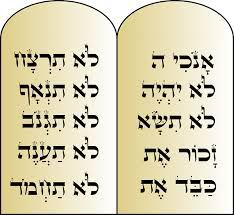 אָנֹכִי ה
לֹא יִהְיֶה
לֹא תִשָּׂא
זָכוֹר אֶת
כַּבֵּד אֶת
לֹא תִּרְצָח
לֹא תִּנְאָף
לֹא תִּגְנֹב
לֹא תַעֲנֶה
לֹא תַחְמֹד